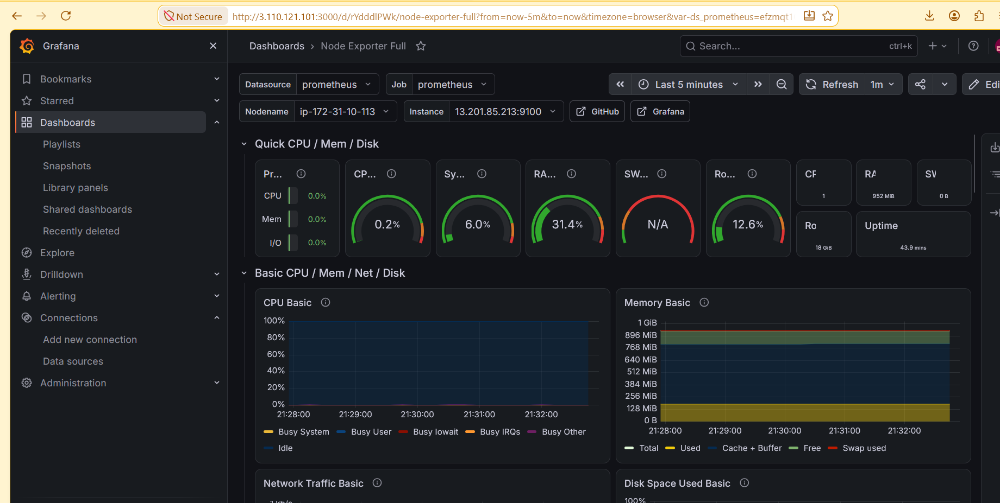 Not Secure http://3.110.121.101:3000/d/rYdddlPWk/node-exporter-full?from=now-5m&to=now&timezone=browser&var-ds_prometheus=efzmqt1
Grafana
Dashboards › Node Exporter Full
Search... ctrl+k
Bookmarks
Starred
Dashboards
Playlists
Snapshots
Library panels
Shared dashboards
Recently deleted
Explore
Drilldown
Alerting
Connections
Add new connection
Data sources
Administration
Datasource prometheus Job prometheus
Last 5 minutes Refresh 1m Edi
Nodename ip-172-31-10-113 Instance 13.201.85.213:9100 GitHub Grafana
Quick CPU / Mem / Disk
Pr...
CPU 0.0%
Mem 0.0%
I/O 0.0%
CP...
0.2%
Sy...
6.0%
RA...
31.4%
SW...
N/A
Ro...
12.6%
CP
1
RA
952 MiB
SW
0 B
Ro
18 GiB
Uptime
43.9 mins
Basic CPU / Mem / Net / Disk
CPU Basic
100%
80%
60%
40%
20%
0%
21:28:00 21:29:00 21:30:00 21:31:00 21:32:00
Busy System Busy User Busy Iowait Busy IRQs Busy Other
Idle
Memory Basic
1 GiB
896 MiB
768 MiB
640 MiB
512 MiB
384 MiB
256 MiB
128 MiB
0 B
21:28:00 21:29:00 21:30:00 21:31:00 21:32:00
Total Used Cache + Buffer Free Swap used
Network Traffic Basic
1 kb/s
Disk Space Used Basic
100%